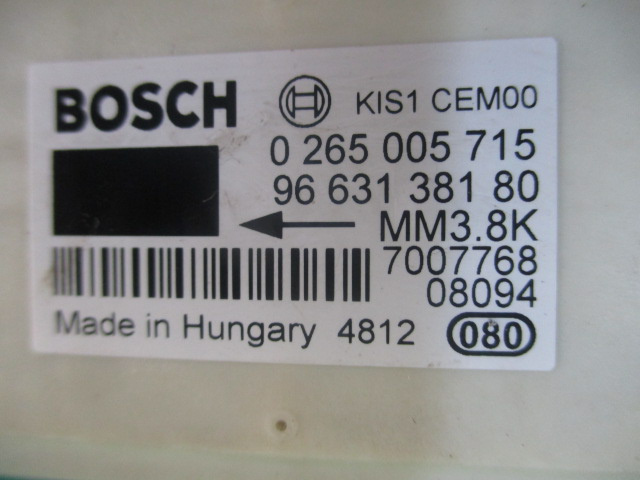 BOSCH KIS1 CEM00
0 265 005 715
96 631 381 80
MM3.8K
7007768
08094
Made in Hungary 4812 080